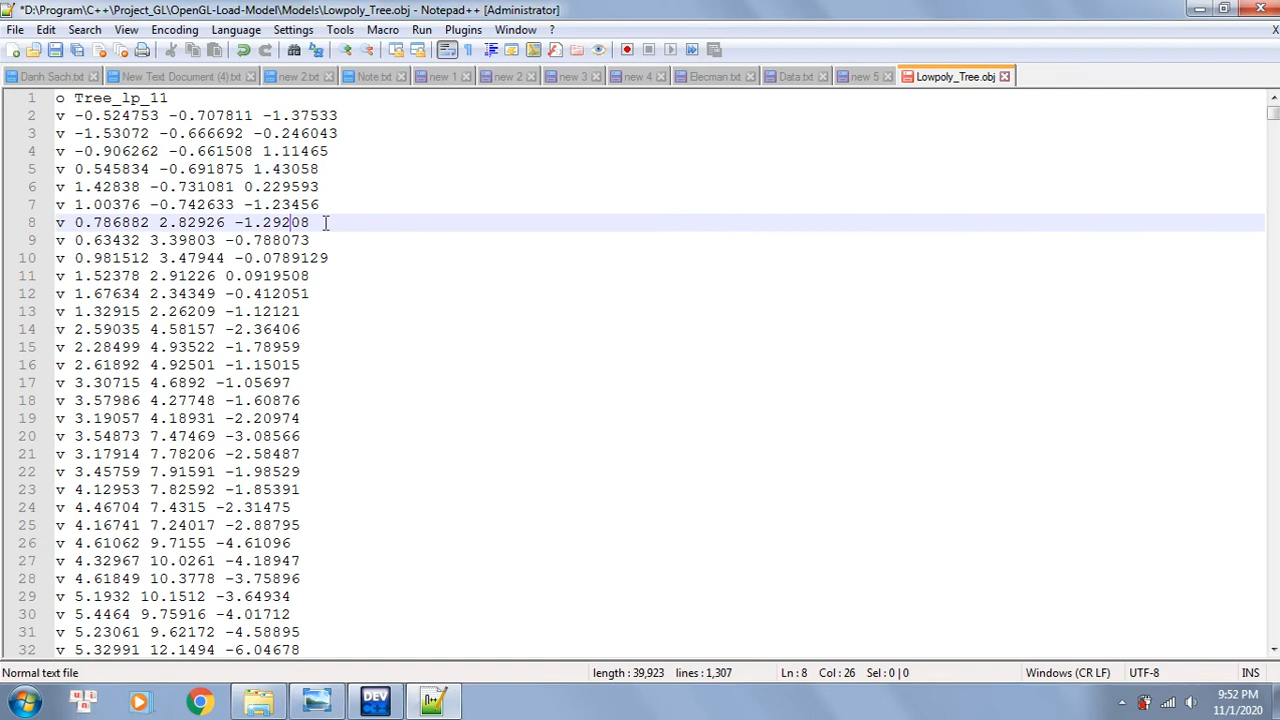 *D:\Program\C++\Project_GL\OpenGL-Load-Model\Models\Lowpoly_Tree.obj - Notepad++ [Administrator]
File Edit Search View Encoding Language Settings Tools Macro Run Plugins Window ? X
Danh Sach.txt New Text Document (4).txt new 2.txt Note.txt new 1 new 2 new 3 new 4 Eleman.txt Data.txt new 5 Lowpoly_Tree.obj
1 o Tree_lp_11
2 v -0.524753 -0.707811 -1.37533
3 v -1.53072 -0.666692 -0.246043
4 v -0.906262 -0.661508 1.11465
5 v 0.545834 -0.691875 1.43058
6 v 1.42838 -0.731081 0.229593
7 v 1.00376 -0.742633 -1.23456
8 v 0.786882 2.82926 -1.29208
9 v 0.63432 3.39803 -0.788073
10 v 0.981512 3.47944 -0.0789129
11 v 1.52378 2.91226 0.0919508
12 v 1.67634 2.34349 -0.412051
13 v 1.32915 2.26209 -1.12121
14 v 2.59035 4.58157 -2.36406
15 v 2.28499 4.93522 -1.78959
16 v 2.61892 4.92501 -1.15015
17 v 3.30715 4.6892 -1.05697
18 v 3.57986 4.27748 -1.60876
19 v 3.19057 4.18931 -2.20974
20 v 3.54873 7.47469 -3.08566
21 v 3.17914 7.78206 -2.58487
22 v 3.45759 7.91591 -1.98529
23 v 4.12953 7.82592 -1.85391
24 v 4.46704 7.4315 -2.31475
25 v 4.16741 7.24017 -2.88795
26 v 4.61062 9.7155 -4.61096
27 v 4.32967 10.0261 -4.18947
28 v 4.61849 10.3778 -3.75896
29 v 5.1932 10.1512 -3.64934
30 v 5.4464 9.75916 -4.01712
31 v 5.23061 9.62172 -4.58895
32 v 5.32991 12.1494 -6.04678
Normal text file length : 39,923 lines : 1,307 Ln : 8 Col : 26 Sel : 0 | 0 Windows (CR LF) UTF-8 INS
9:52 PM
11/1/2020